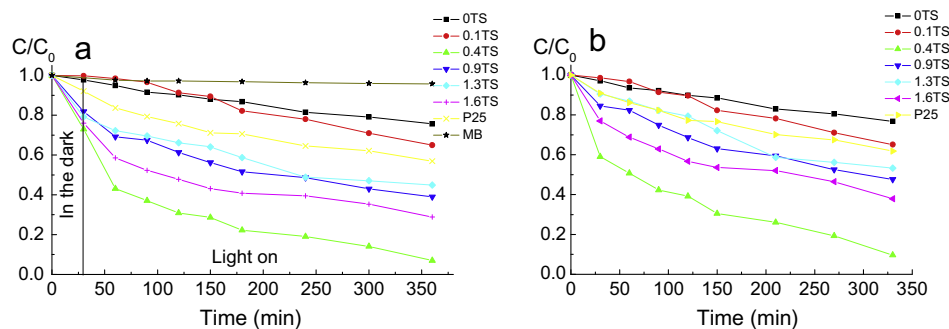 a
C/C0
1.0
0.8
0.6
0.4
0.2
0.0
In the dark
Light on
0 50 100 150 200 250 300 350
Time (min)
0TS
0.1TS
0.4TS
0.9TS
1.3TS
1.6TS
P25
MB
b
C/C0
1.0
0.8
0.6
0.4
0.2
0.0
0 50 100 150 200 250 300 350
Time (min)
0TS
0.1TS
0.4TS
0.9TS
1.3TS
1.6TS
P25